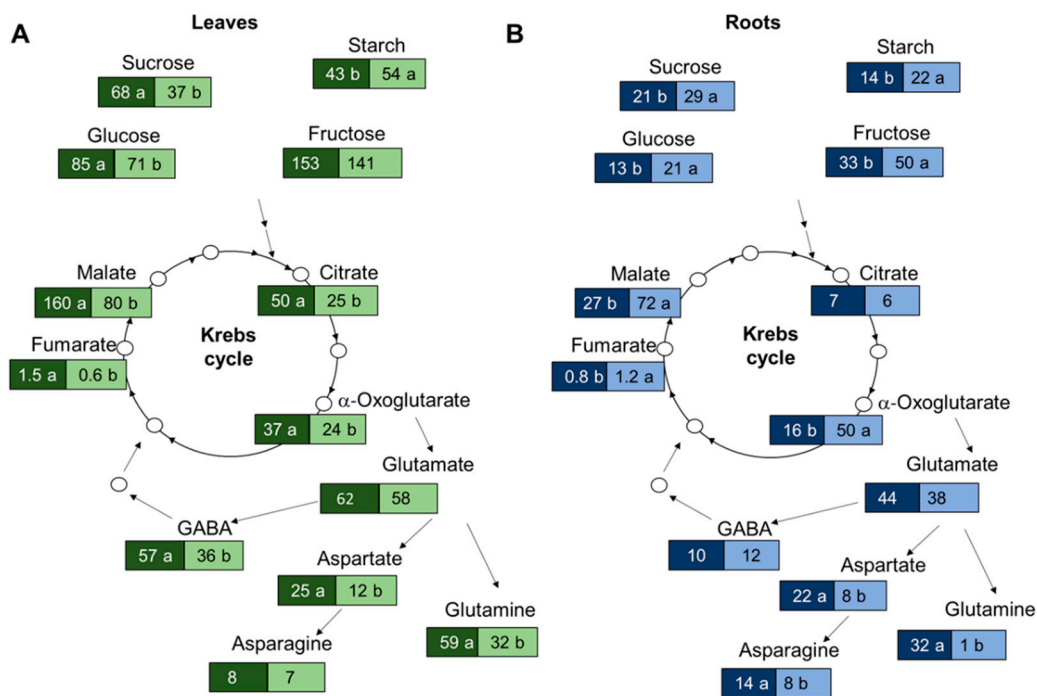 A
Leaves
Sucrose
68 a 37 b
Starch
43 b 54 a
Glucose
85 a 71 b
Fructose
153 141
Malate
160 a 80 b
Citrate
50 a 25 b
Krebs
cycle
Fumarate
1.5 a 0.6 b
α-Oxoglutarate
37 a 24 b
Glutamate
62 58
GABA
57 a 36 b
Aspartate
25 a 12 b
Glutamine
59 a 32 b
Asparagine
8 7
B
Roots
Sucrose
21 b 29 a
Starch
14 b 22 a
Glucose
13 b 21 a
Fructose
33 b 50 a
Malate
27 b 72 a
Citrate
7 6
Krebs
cycle
Fumarate
0.8 b 1.2 a
α-Oxoglutarate
16 b 50 a
Glutamate
44 38
GABA
10 12
Aspartate
22 a 8 b
Glutamine
32 a 1 b
Asparagine
14 a 8 b